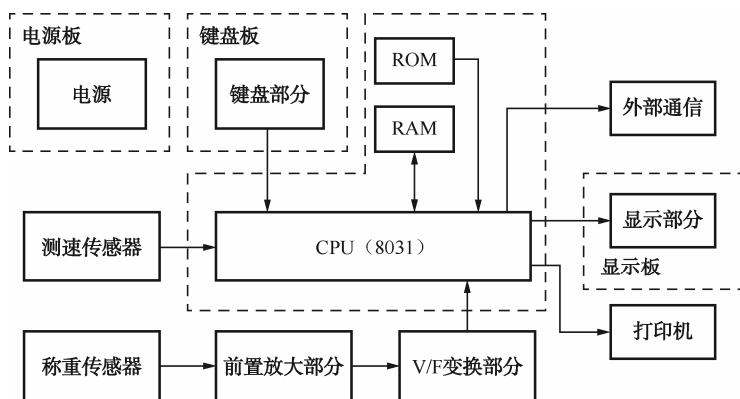 电源板
电源
键盘板
键盘部分
ROM
RAM
外部通信
测速传感器
CPU（8031）
显示部分
显示板
打印机
称重传感器
前置放大部分
V/F变换部分